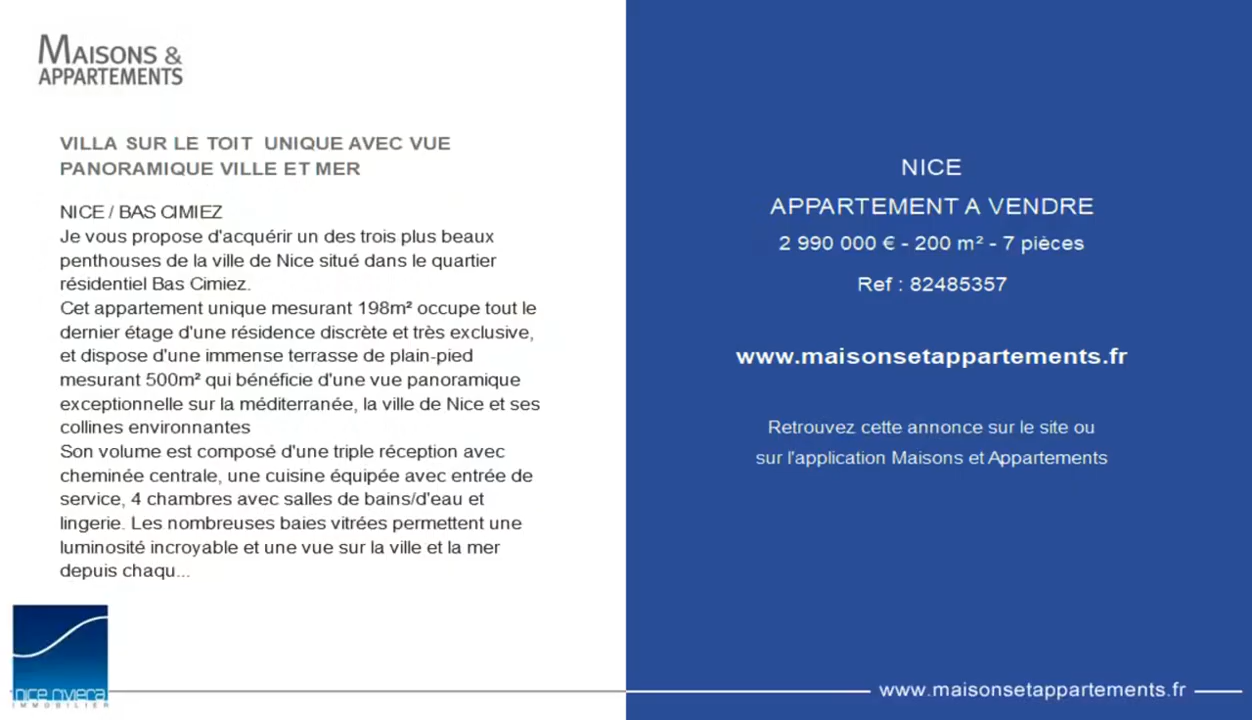 MAISONS &
APPARTEMENTS
VILLA SUR LE TOIT UNIQUE AVEC VUE
PANORAMIQUE VILLE ET MER
NICE / BAS CIMIEZ
Je vous propose d'acquérir un des trois plus beaux
penthouses de la ville de Nice situé dans le quartier
résidentiel Bas Cimiez.
Cet appartement unique mesurant 198m² occupe tout le
dernier étage d'une résidence discrète et très exclusive,
et dispose d'une immense terrasse de plain-pied
mesurant 500m² qui bénéficie d'une vue panoramique
exceptionnelle sur la méditerranée, la ville de Nice et ses
collines environnantes
Son volume est composé d'une triple réception avec
cheminée centrale, une cuisine équipée avec entrée de
service, 4 chambres avec salles de bains/d'eau et
lingerie. Les nombreuses baies vitrées permettent une
luminosité incroyable et une vue sur la ville et la mer
depuis chaqu...
nice riviera
IMMOBILIER
NICE
APPARTEMENT A VENDRE
2 990 000 € - 200 m² - 7 pièces
Ref : 82485357
www.maisonsetappartements.fr
Retrouvez cette annonce sur le site ou
sur l'application Maisons et Appartements
www.maisonsetappartements.fr